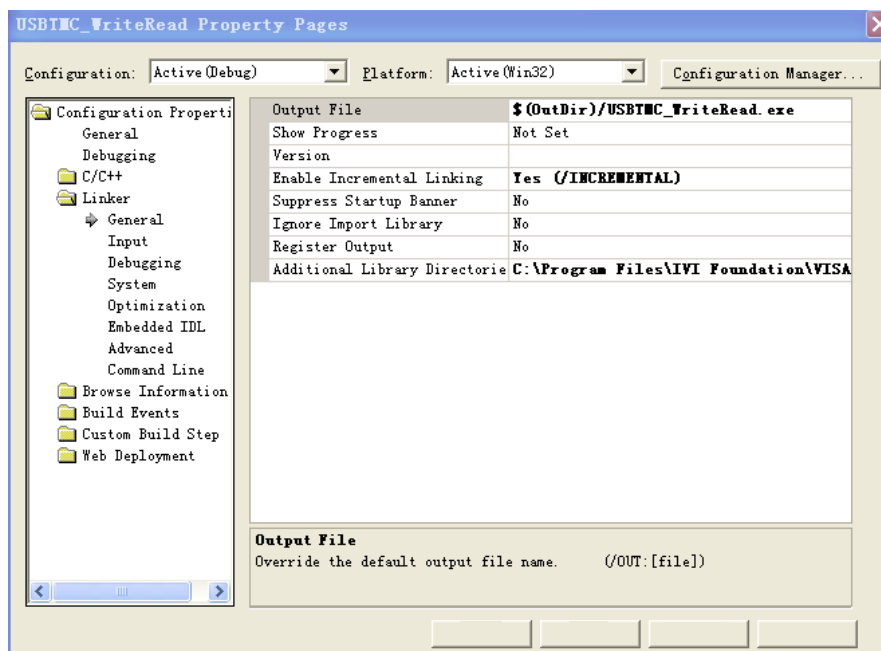 USBTMC_WriteRead Property Pages
Configuration: Active(Debug) Platform: Active(Win32) Configuration Manager...
Configuration Properti
General
Debugging
C/C++
Linker
General
Input
Debugging
System
Optimization
Embedded IDL
Advanced
Command Line
Browse Information
Build Events
Custom Build Step
Web Deployment
Output File $(OutDir)/USBTMC_WriteRead.exe
Show Progress Not Set
Version
Enable Incremental Linking Yes (/INCREMENTAL)
Suppress Startup Banner No
Ignore Import Library No
Register Output No
Additional Library Directorie C:\Program Files\IVI Foundation\VISA
Output File
Override the default output file name. (/OUT:[file])